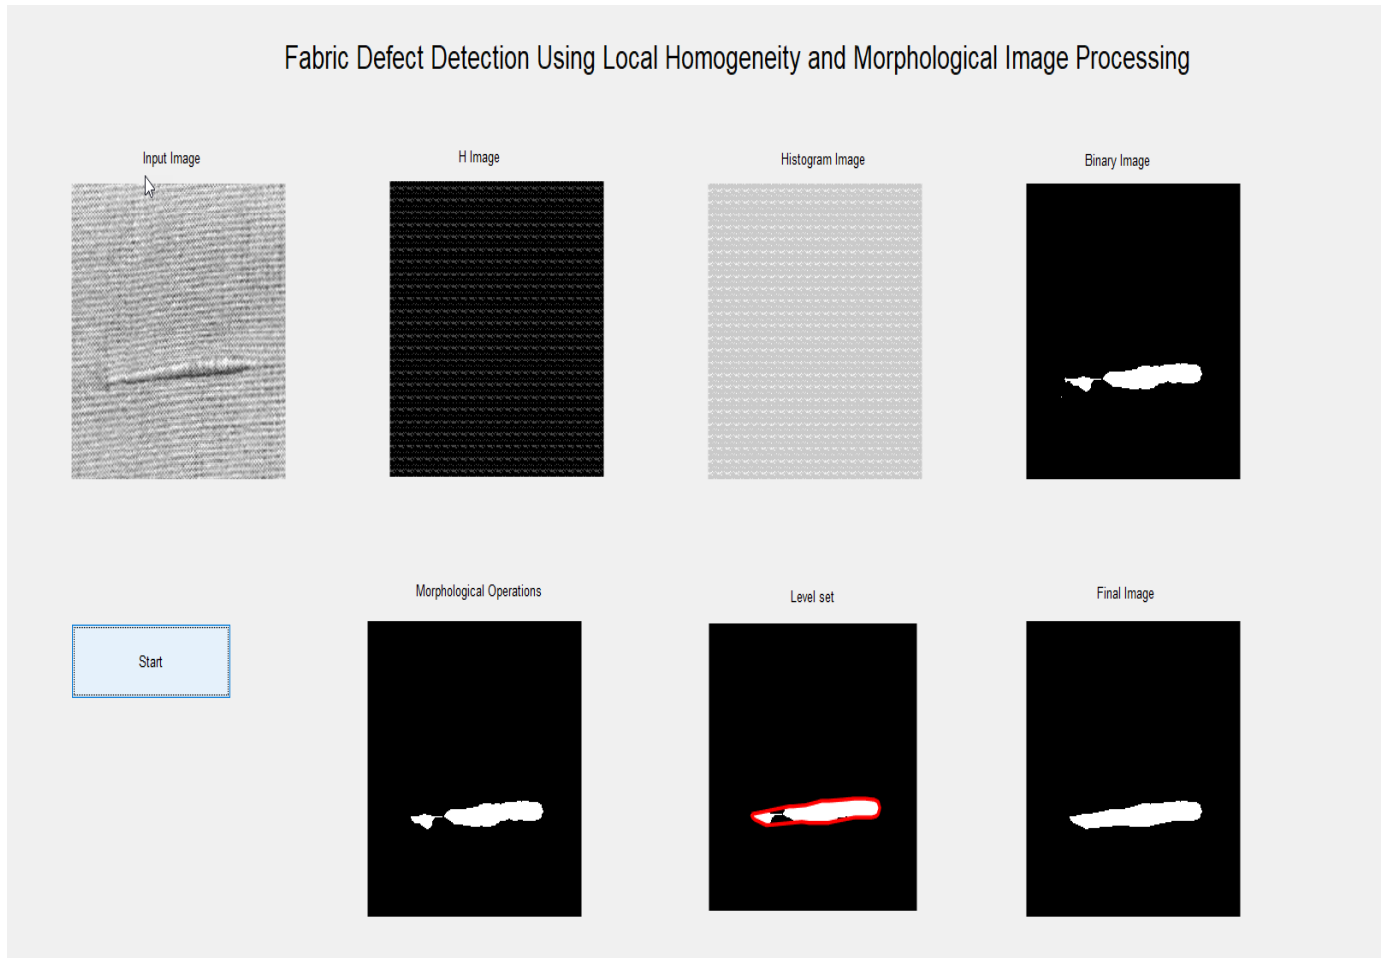 Fabric Defect Detection Using Local Homogeneity and Morphological Image Processing
Input Image
H Image
Histogram Image
Binary Image
Morphological Operations
Level set
Final Image
Start